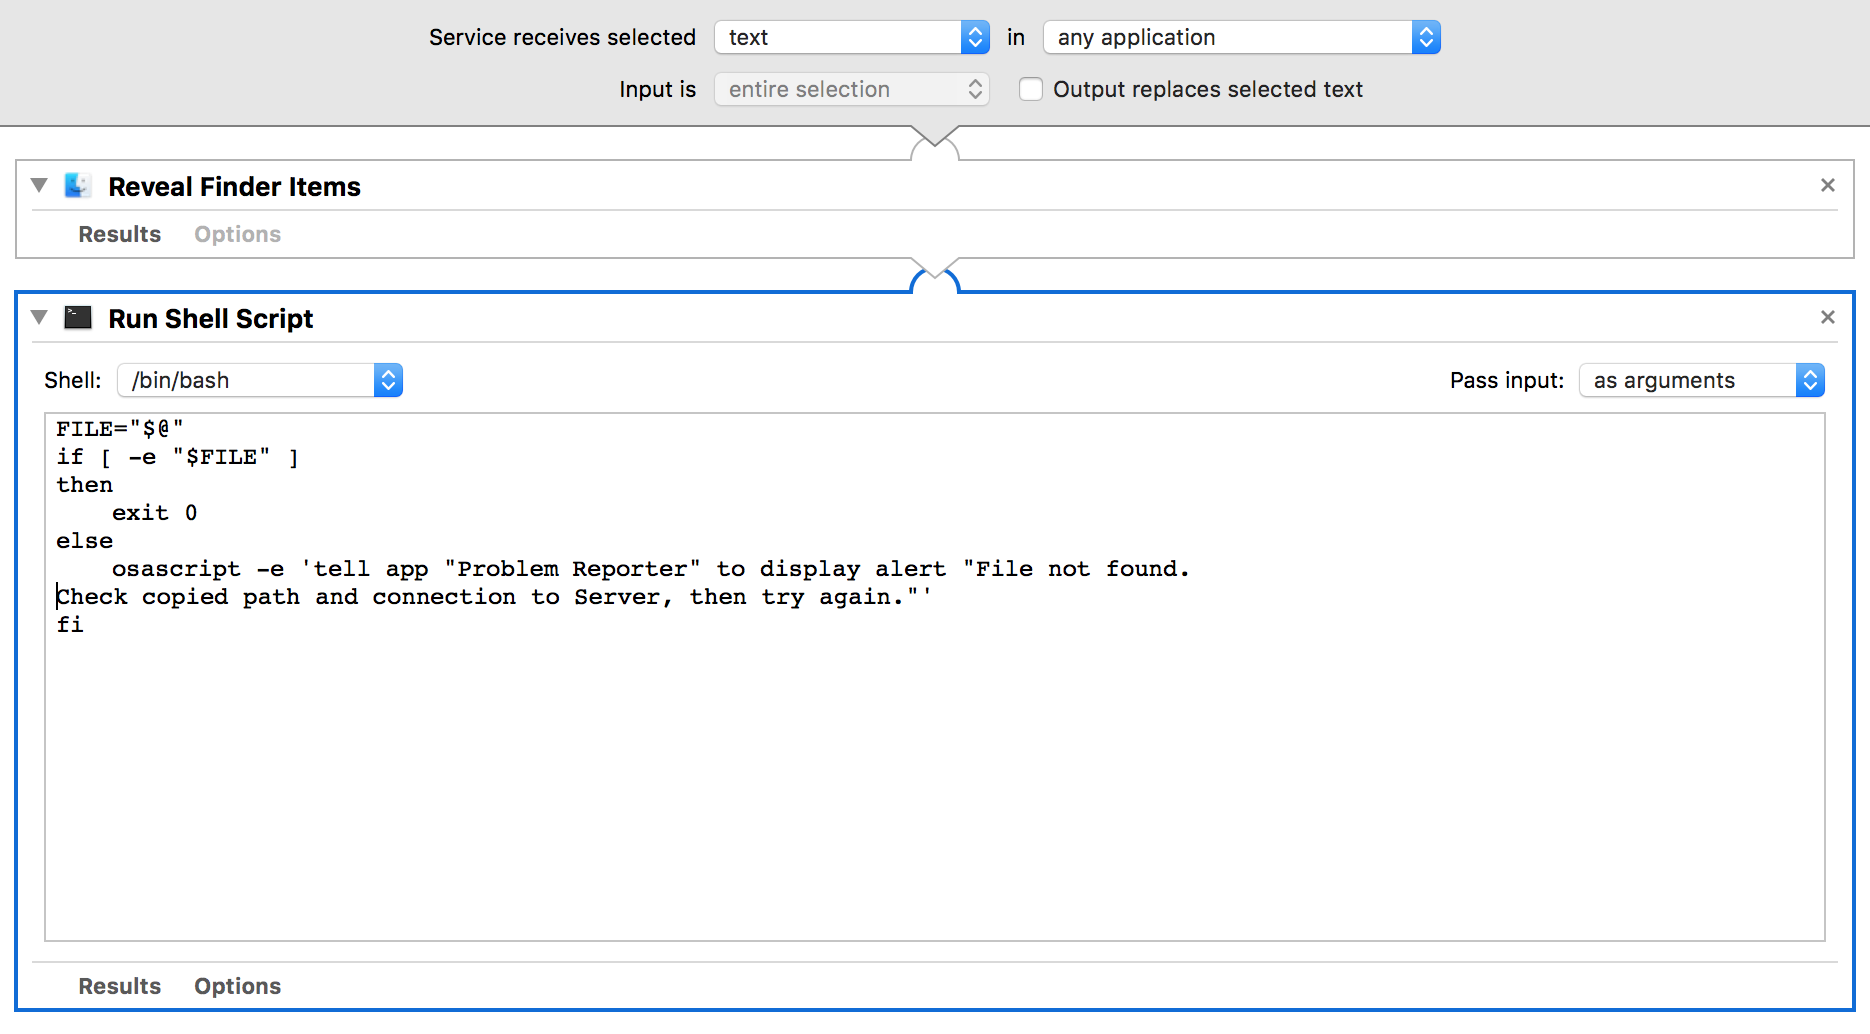 Service receives selected text in any application
Input is entire selection Output replaces selected text
Reveal Finder Items
Results Options
Run Shell Script
Shell: /bin/bash Pass input: as arguments
FILE="$@"
if [ -e "$FILE" ]
then
    exit 0
else
    osascript -e 'tell app "Problem Reporter" to display alert "File not found.
Check copied path and connection to Server, then try again."'
fi
Results Options